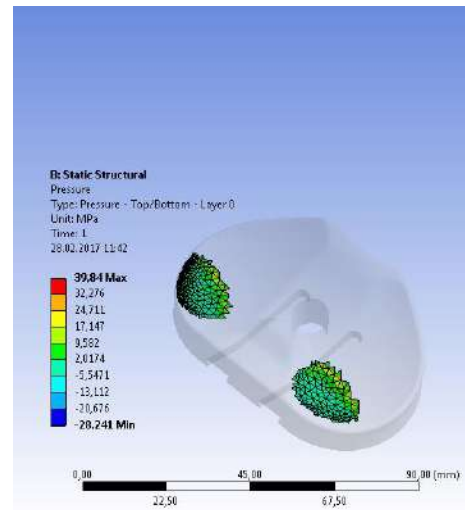 B: Static Structural
Pressure
Type: Pressure - Top/Bottom - Layer 0
Unit: MPa
Time: 1
28.02.2017 11:42
39,84 Max
32,276
24,711
17,147
9,582
2,0174
-5,5471
-13,112
-20,676
-28.241 Min
0,00 45,00 90,00 (mm)
22,50 67,50